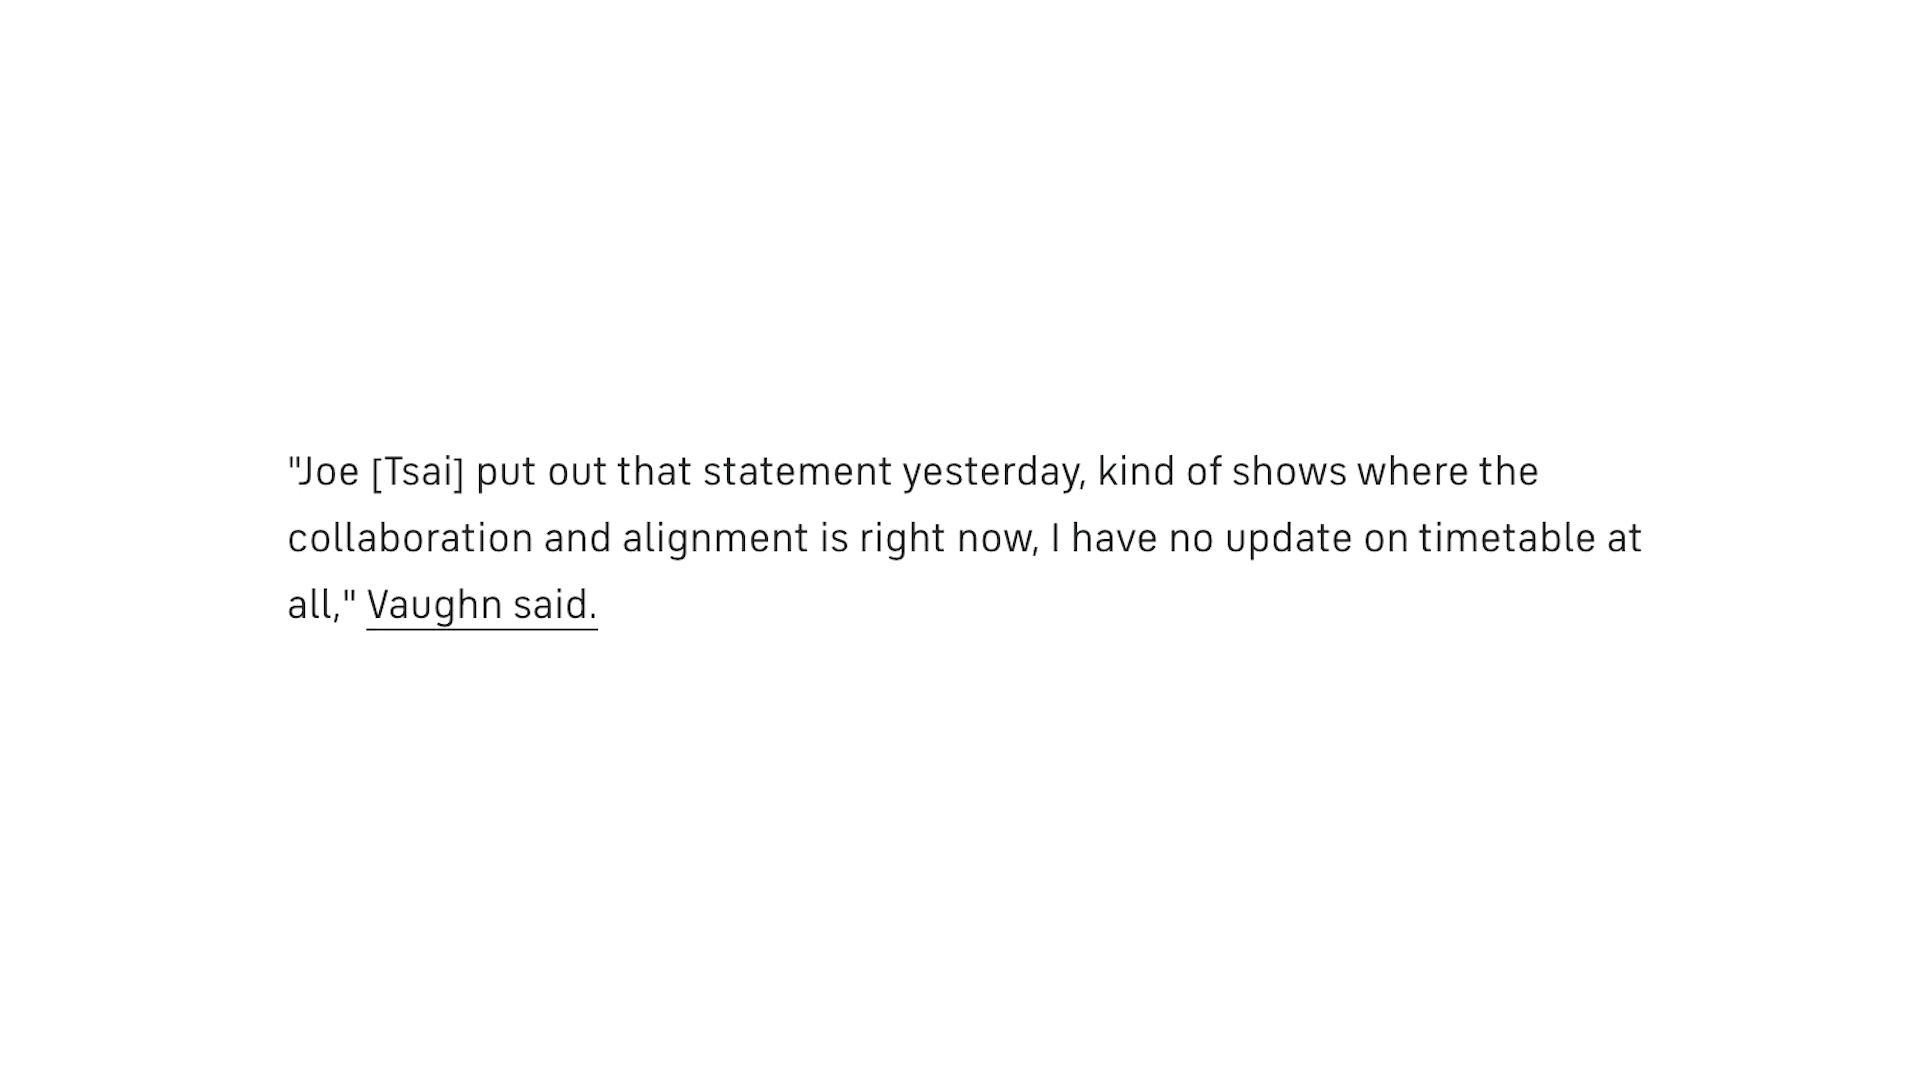 "Joe [Tsai] put out that statement yesterday, kind of shows where the
collaboration and alignment is right now, I have no update on timetable at
all," Vaughn said.